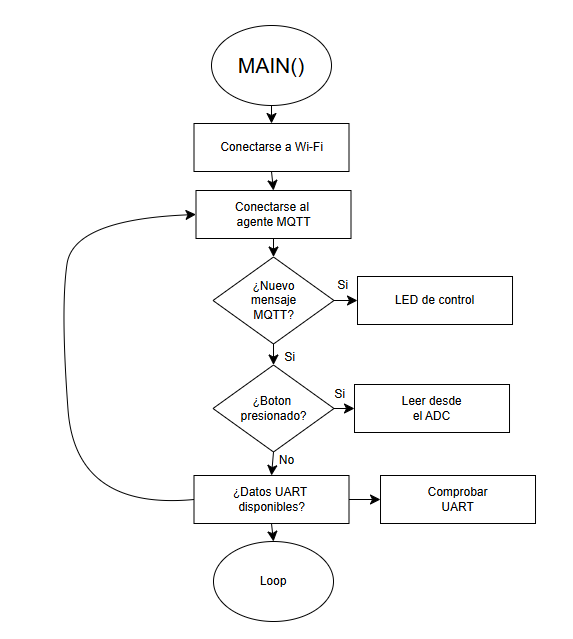 MAIN()
Conectarse a Wi-Fi
Conectarse al
agente MQTT
¿Nuevo
mensaje
MQTT?
Si
LED de control
Si
¿Boton
presionado?
Si
Leer desde
el ADC
No
¿Datos UART
disponibles?
Comprobar
UART
Loop